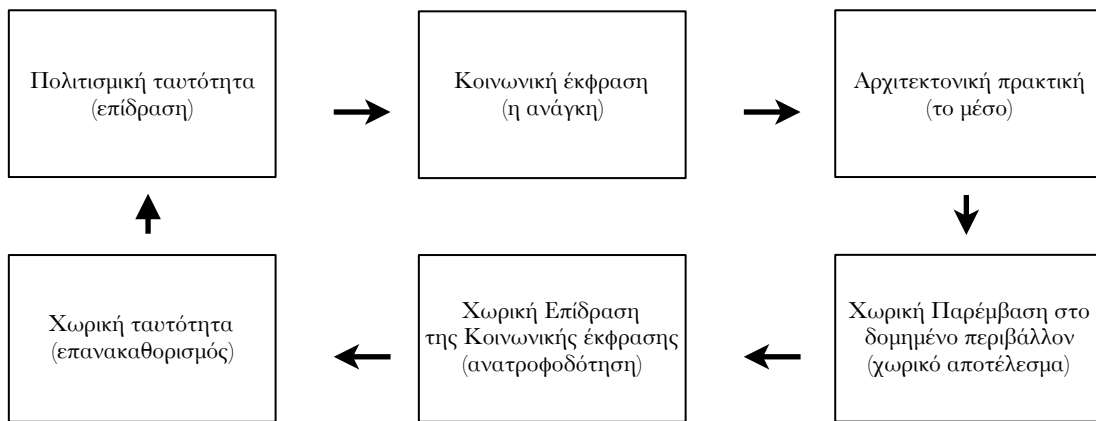 Πολιτισμική ταυτότητα
(επίδραση)
Κοινωνική έκφραση
(η ανάγκη)
Αρχιτεκτονική πρακτική
(το μέσο)
Χωρική ταυτότητα
(επανακαθορισμός)
Χωρική Επίδραση
της Κοινωνικής έκφρασης
(ανατροφοδότηση)
Χωρική Παρέμβαση στο
δομημένο περιβάλλον
(χωρικό αποτέλεσμα)